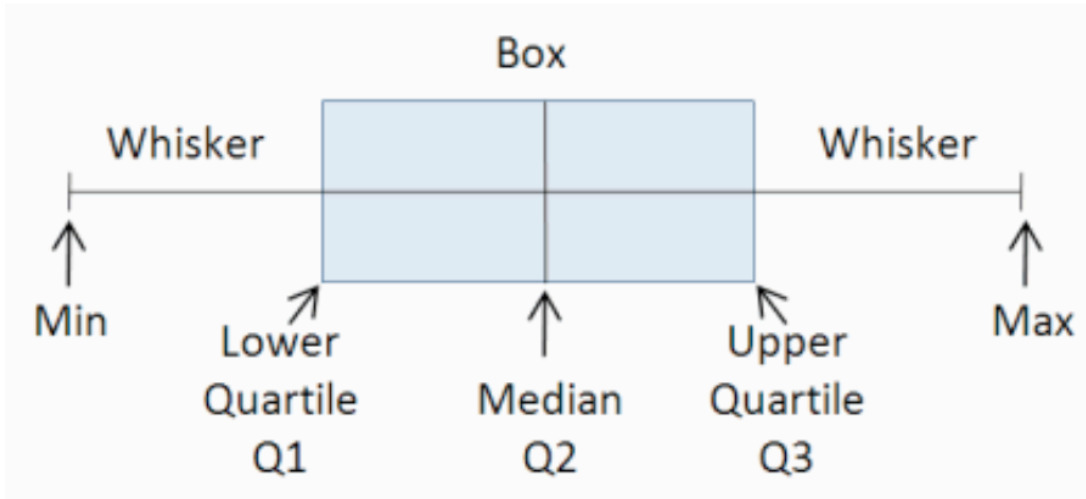 Box
Whisker
Whisker
Min
Lower
Quartile
Q1
Median
Q2
Upper
Quartile
Q3
Max